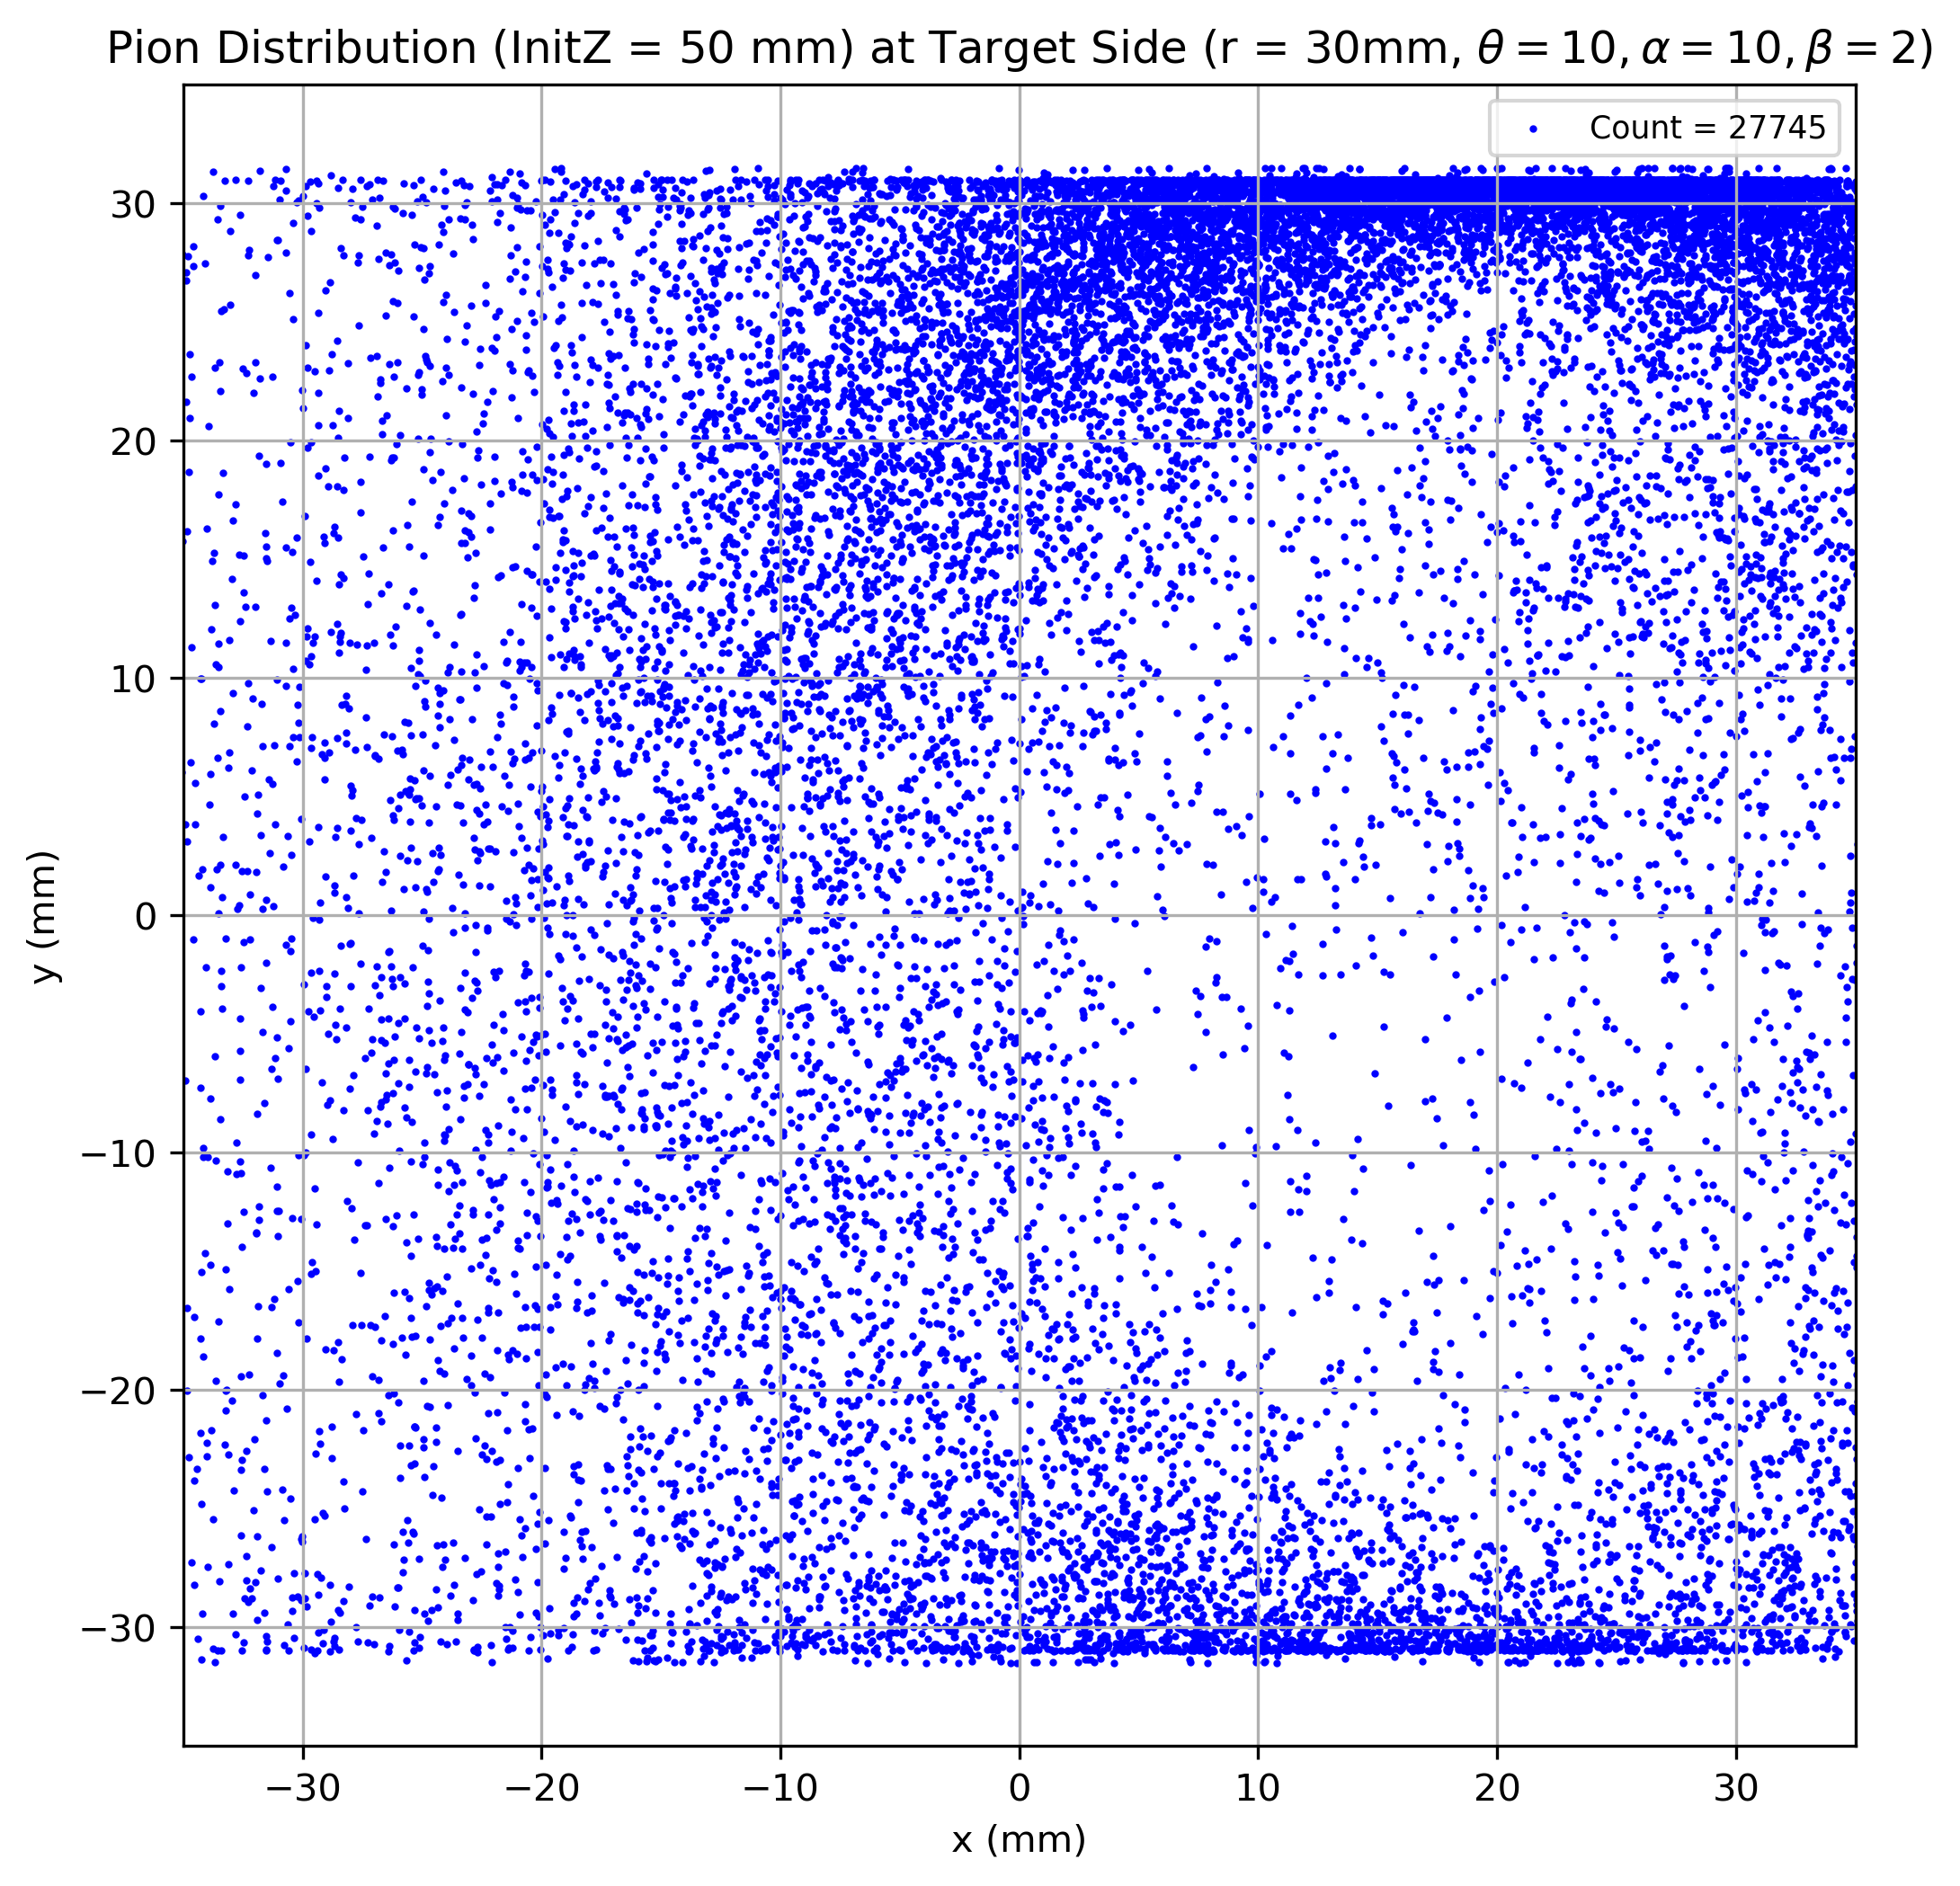 Pion Distribution (InitZ = 50 mm) at Target Side (r = 30mm, θ = 10, α = 10, β = 2)
Count = 27745
30
20
10
0
−10
−20
−30
y (mm)
−30 −20 −10 0 10 20 30
x (mm)